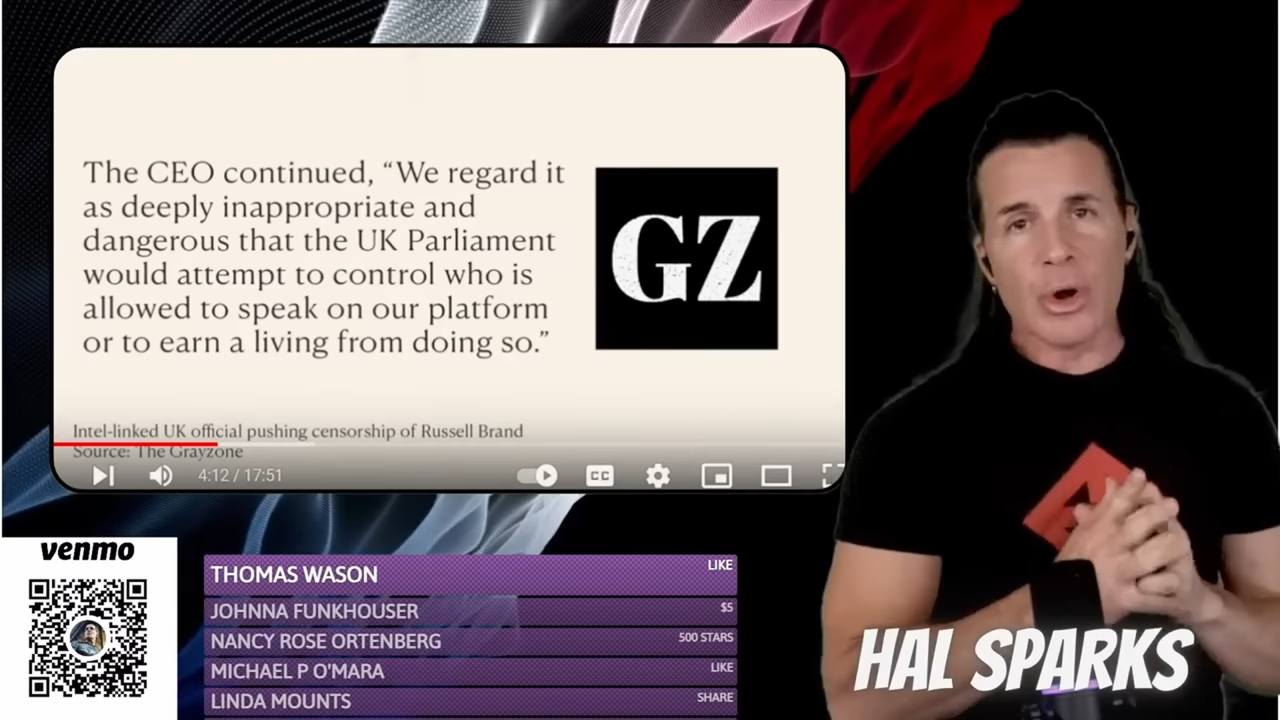 The CEO continued, “We regard it
as deeply inappropriate and
dangerous that the UK Parliament
would attempt to control who is
allowed to speak on our platform
or to earn a living from doing so.”
GZ
Intel-linked UK official pushing censorship of Russell Brand
Source: The Grayzone
4:12 / 17:51
CC
venmo
THOMAS WASON LIKE
JOHNNA FUNKHOUSER $5
NANCY ROSE ORTENBERG 500 STARS
MICHAEL P O'MARA LIKE
LINDA MOUNTS SHARE
HAL SPARKS